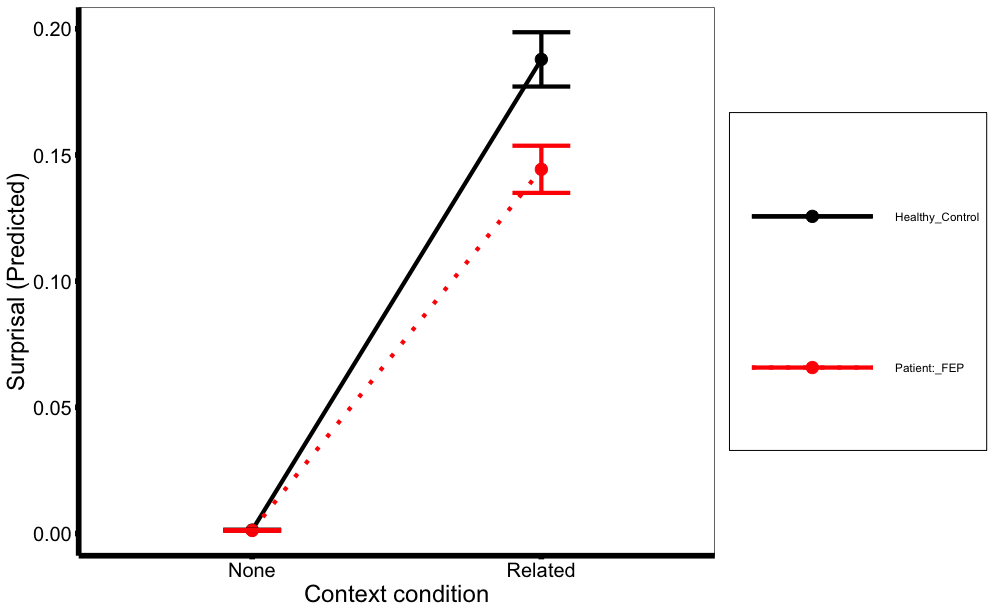 Surprisal (Predicted)
0.20
0.15
0.10
0.05
0.00
None Related
Context condition
Healthy_Control
Patient:_FEP